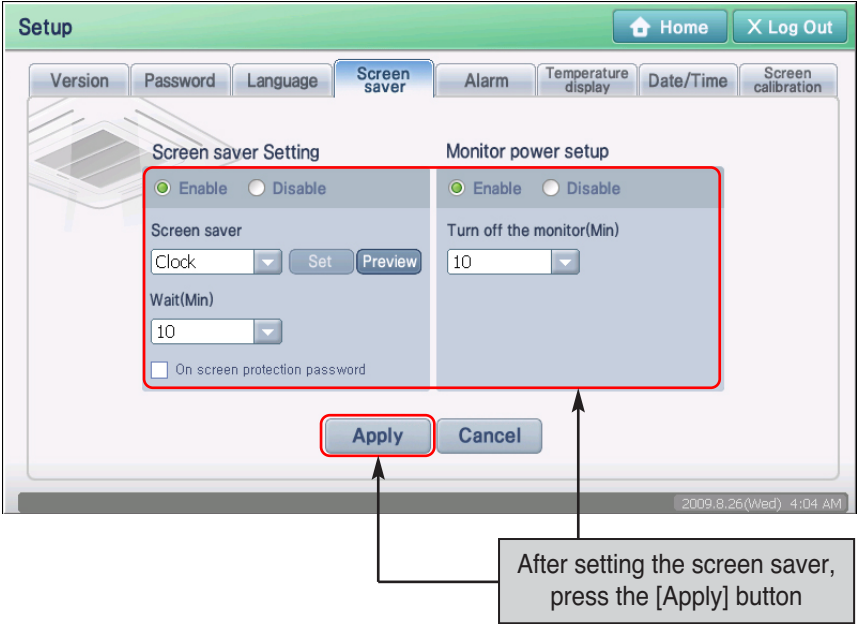 Setup
Home
X Log Out
Version
Password
Language
Screen
saver
Alarm
Temperature
display
Date/Time
Screen
calibration
Screen saver Setting
Enable
Disable
Screen saver
Clock
Set
Preview
Wait(Min)
10
On screen protection password
Monitor power setup
Enable
Disable
Turn off the monitor(Min)
10
Apply
Cancel
2009.8.26(Wed) 4:04 AM
After setting the screen saver,
press the [Apply] button